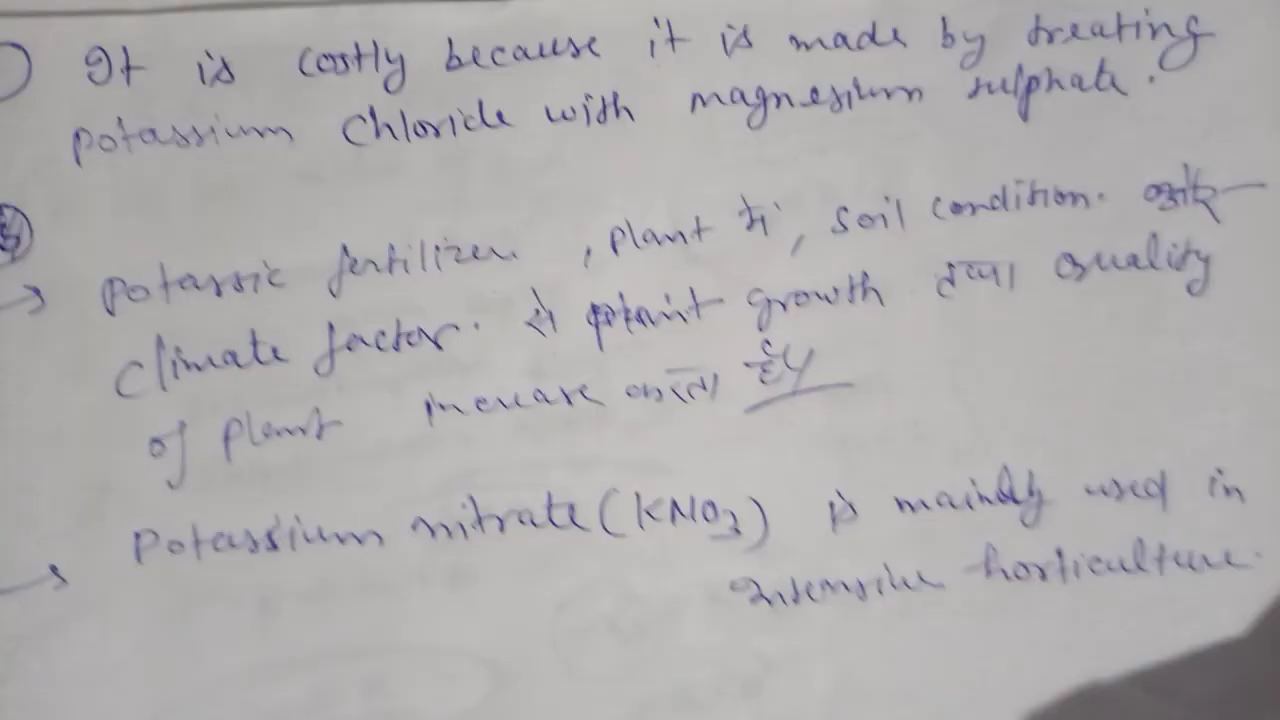 It is costly because it is made by treating
potassium chloride with magnesium sulphate.
→ potassic fertilizer, plant में, soil condition. और
climate factor. से plant growth तथा quality
of plant increase करता है
→ Potassium nitrate (KNO3) is mainly used in
intensive horticulture.